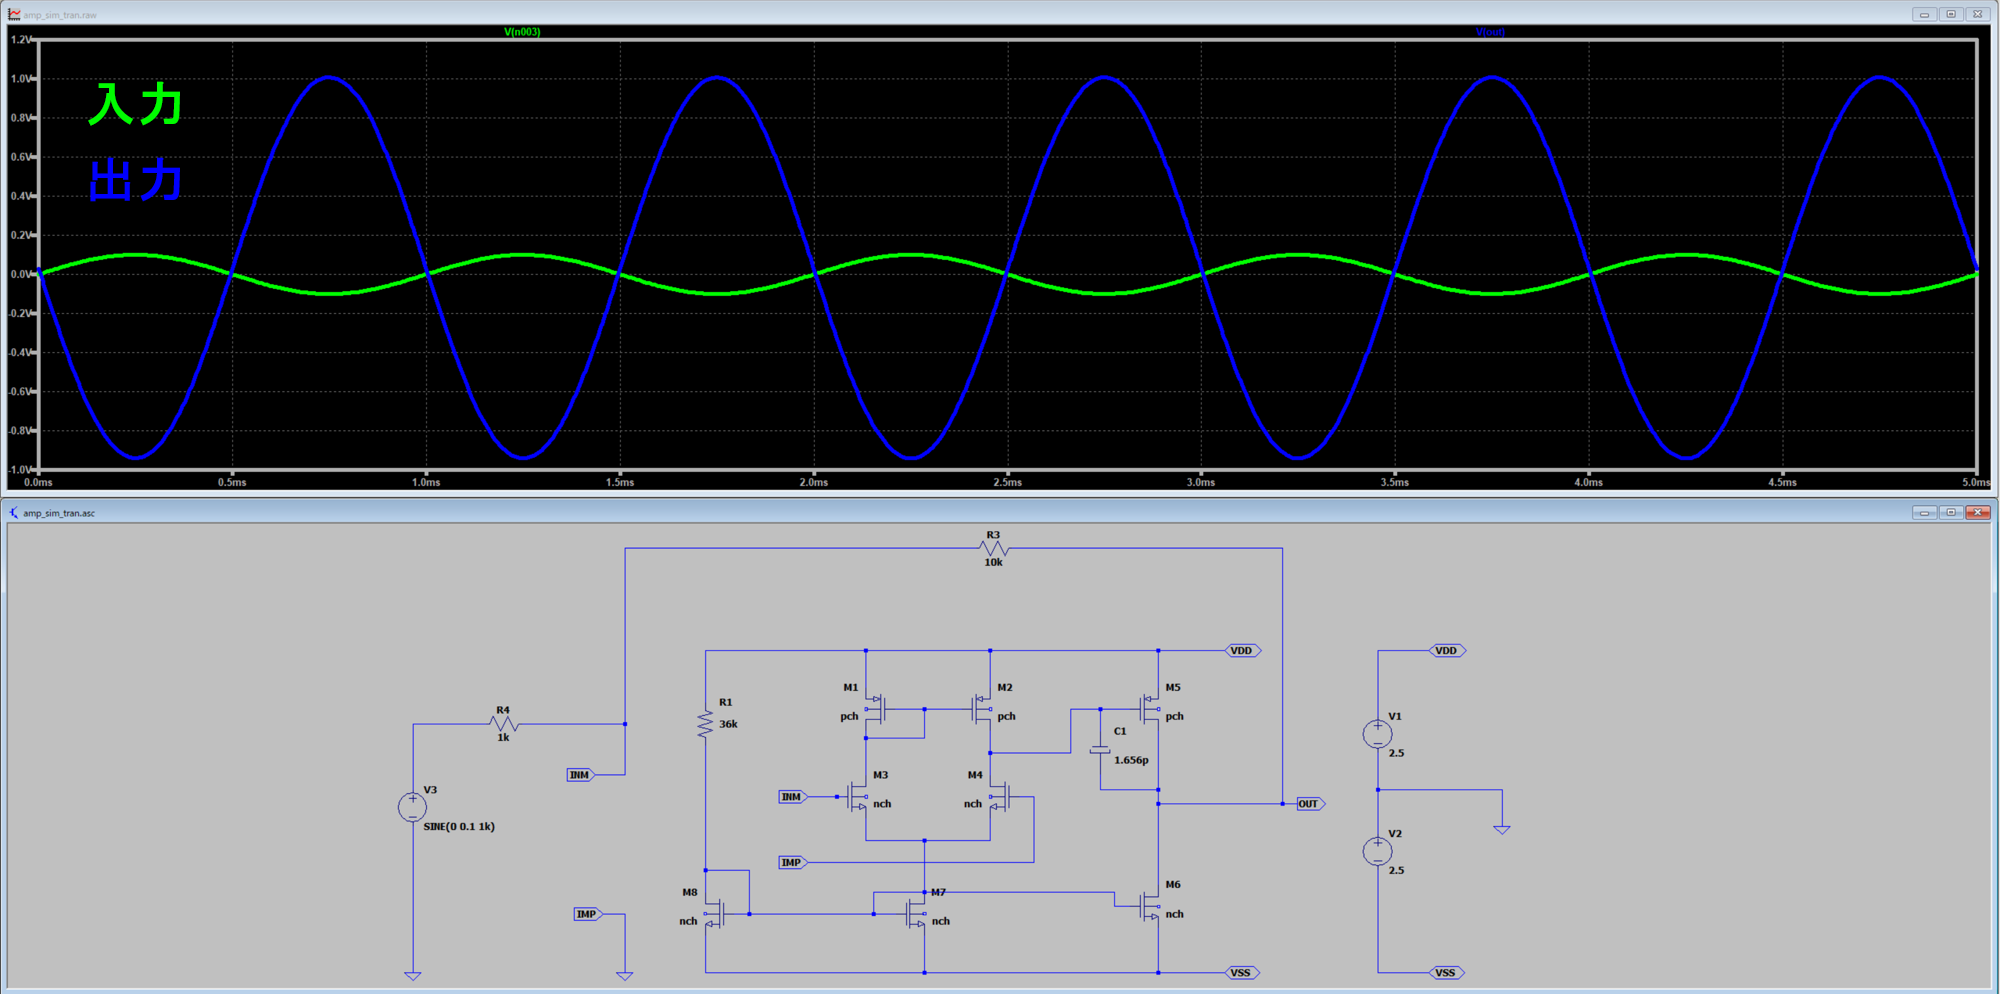 amp_sim_tran.raw
V(n003)
V(out)
1.2V
1.0V
0.8V
0.6V
0.4V
0.2V
0.0V
-0.2V
-0.4V
-0.6V
-0.8V
-1.0V
入力
出力
0.0ms 0.5ms 1.0ms 1.5ms 2.0ms 2.5ms 3.0ms 3.5ms 4.0ms 4.5ms 5.0ms
amp_sim_tran.asc
R3
10k
VDD
VDD
R4
1k
R1
36k
M1
pch
M2
pch
M5
pch
V1
2.5
C1
1.656p
INM
INM
M3
nch
M4
nch
V3
SINE(0 0.1 1k)
OUT
V2
2.5
IMP
M8
nch
M7
nch
M6
nch
IMP
VSS
VSS